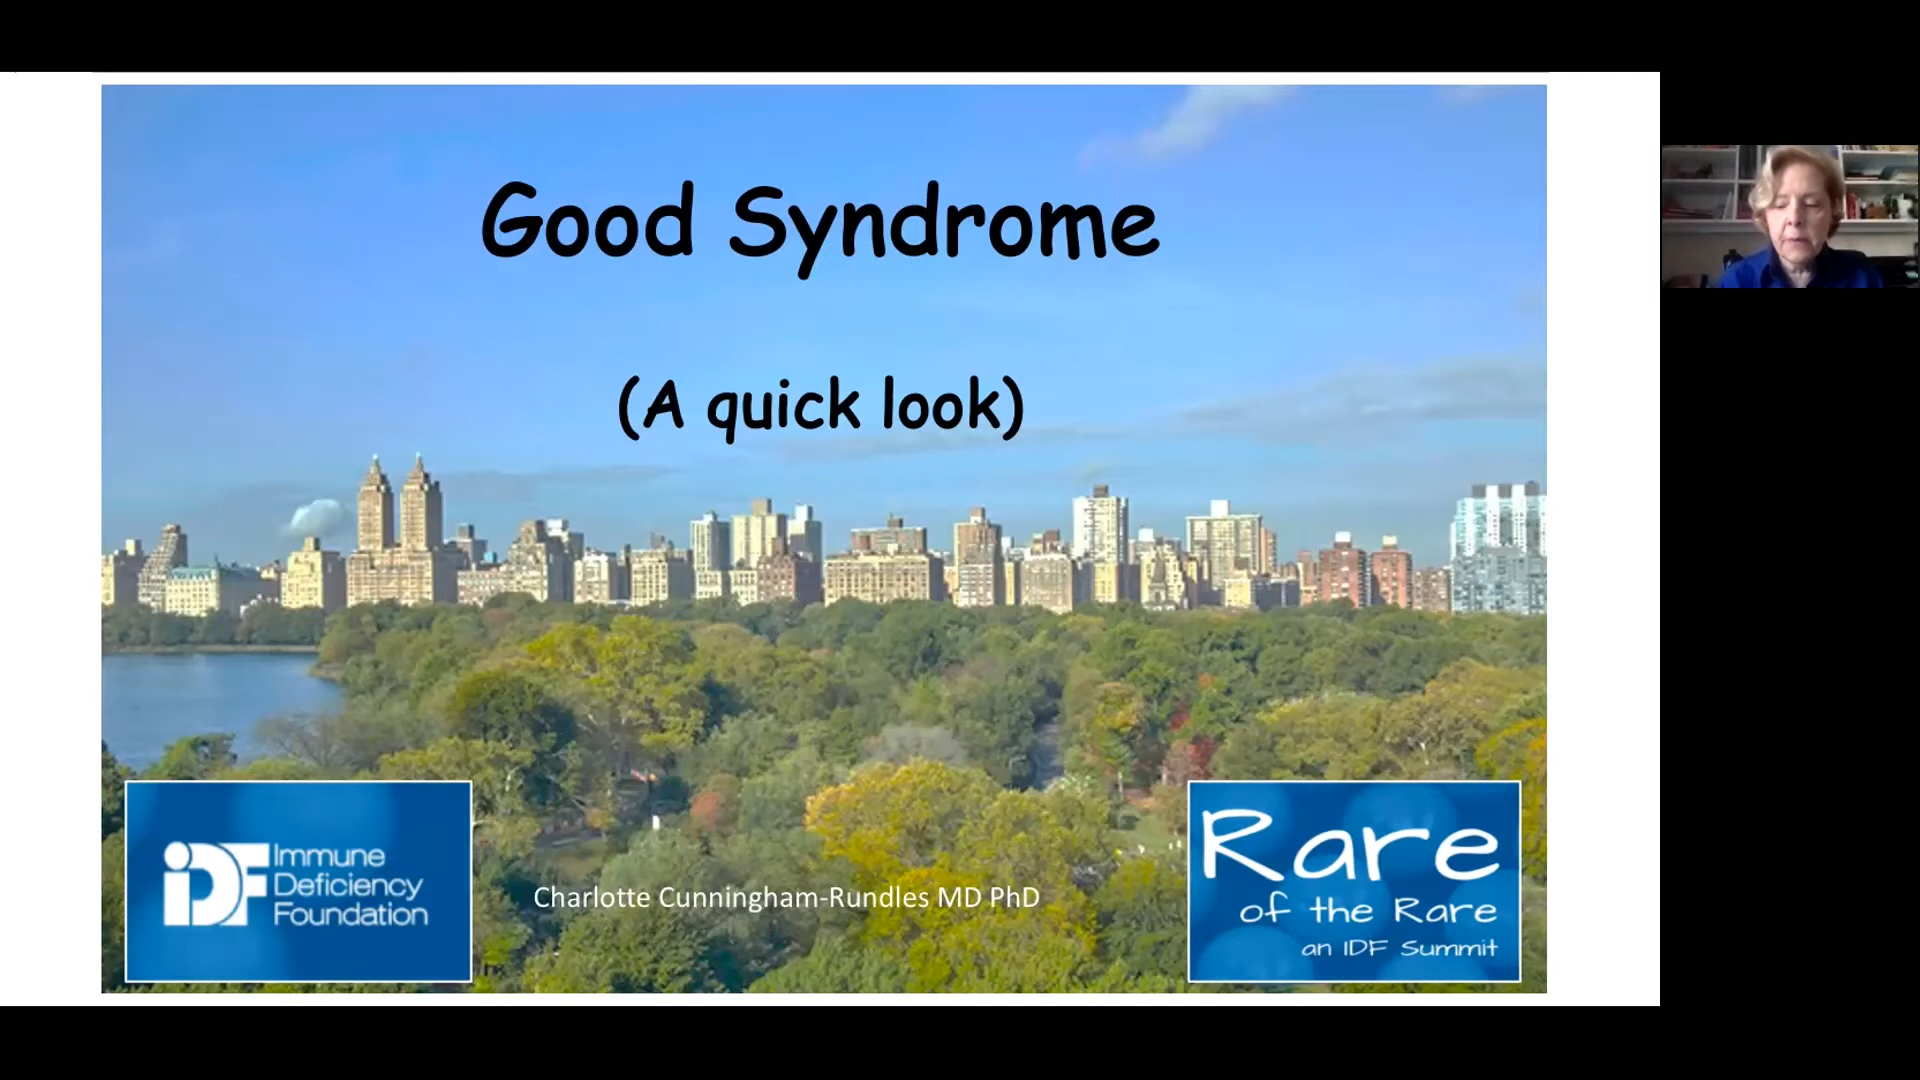 Good Syndrome
(A quick look)
iDF Immune
Deficiency
Foundation
Charlotte Cunningham-Rundles MD PhD
Rare
of the Rare
an IDF Summit